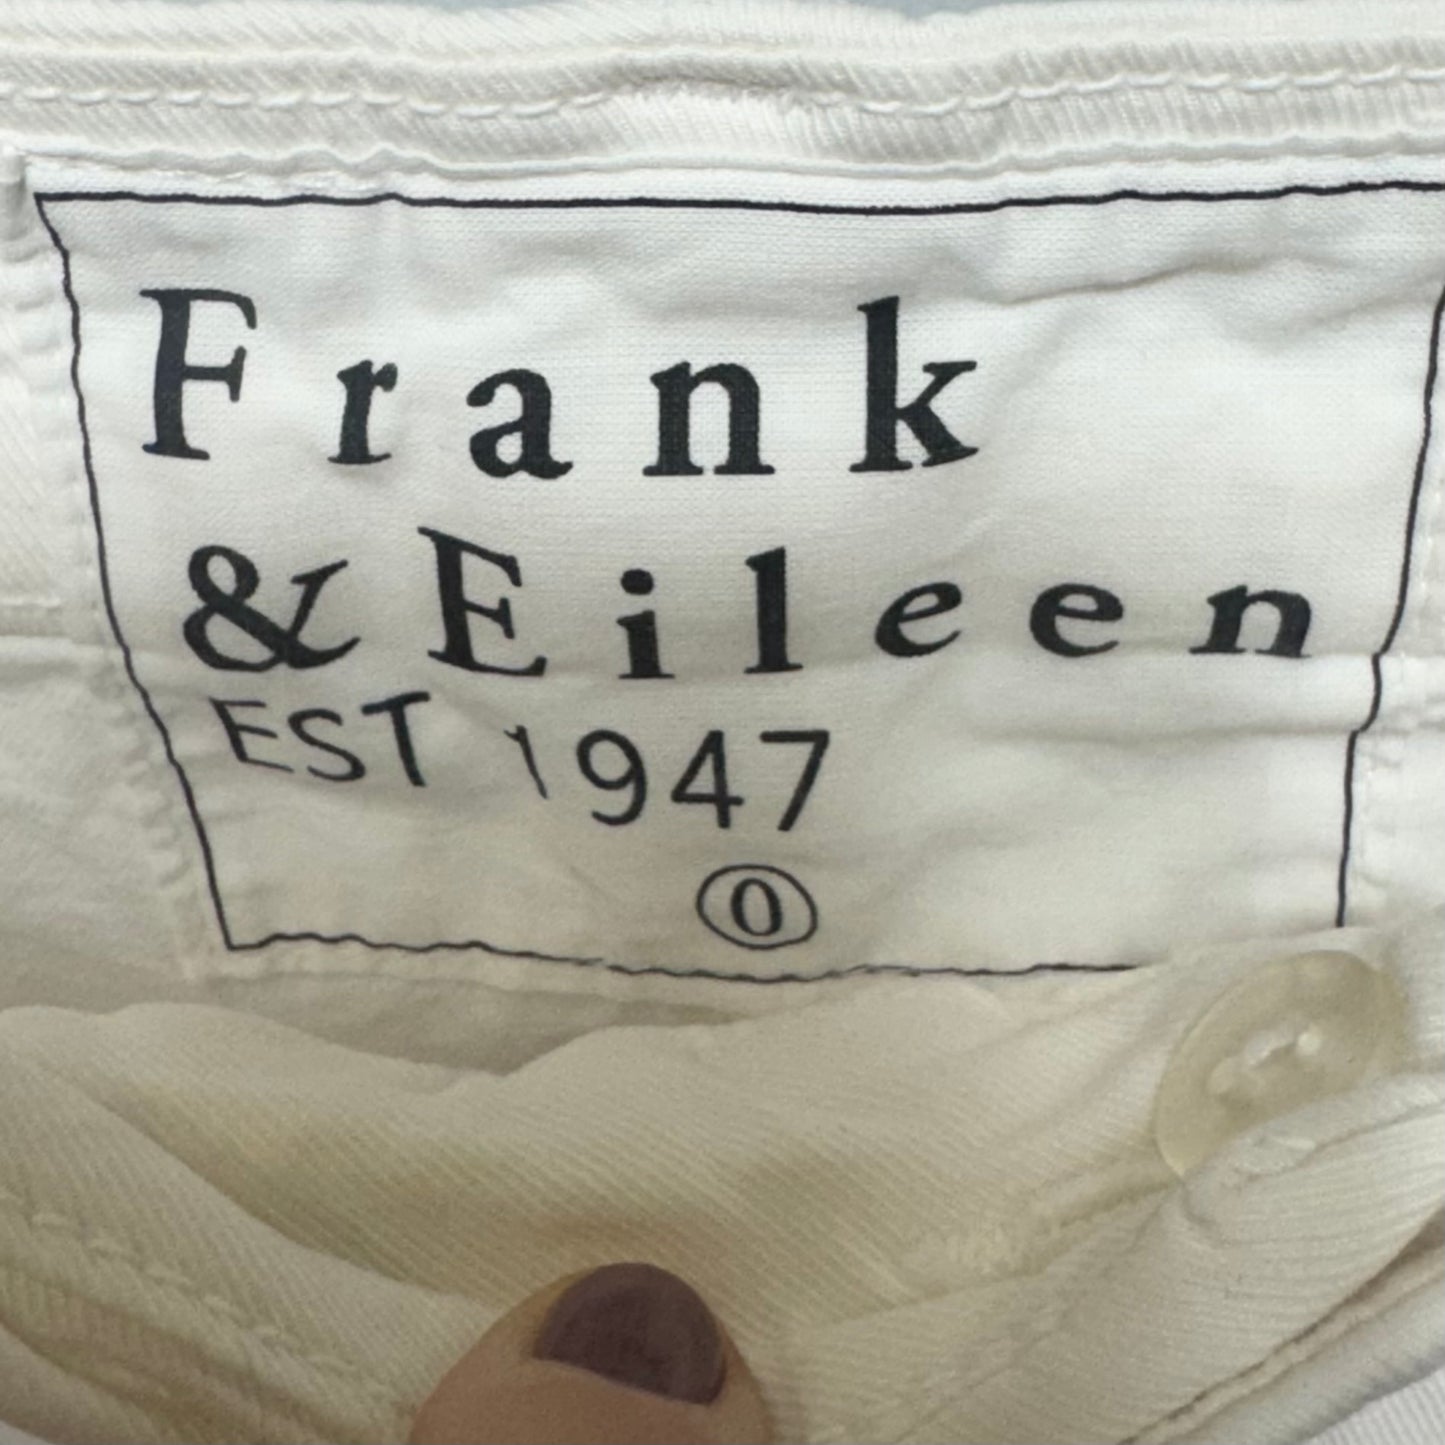 Frank
& Eileen
EST 1947
0